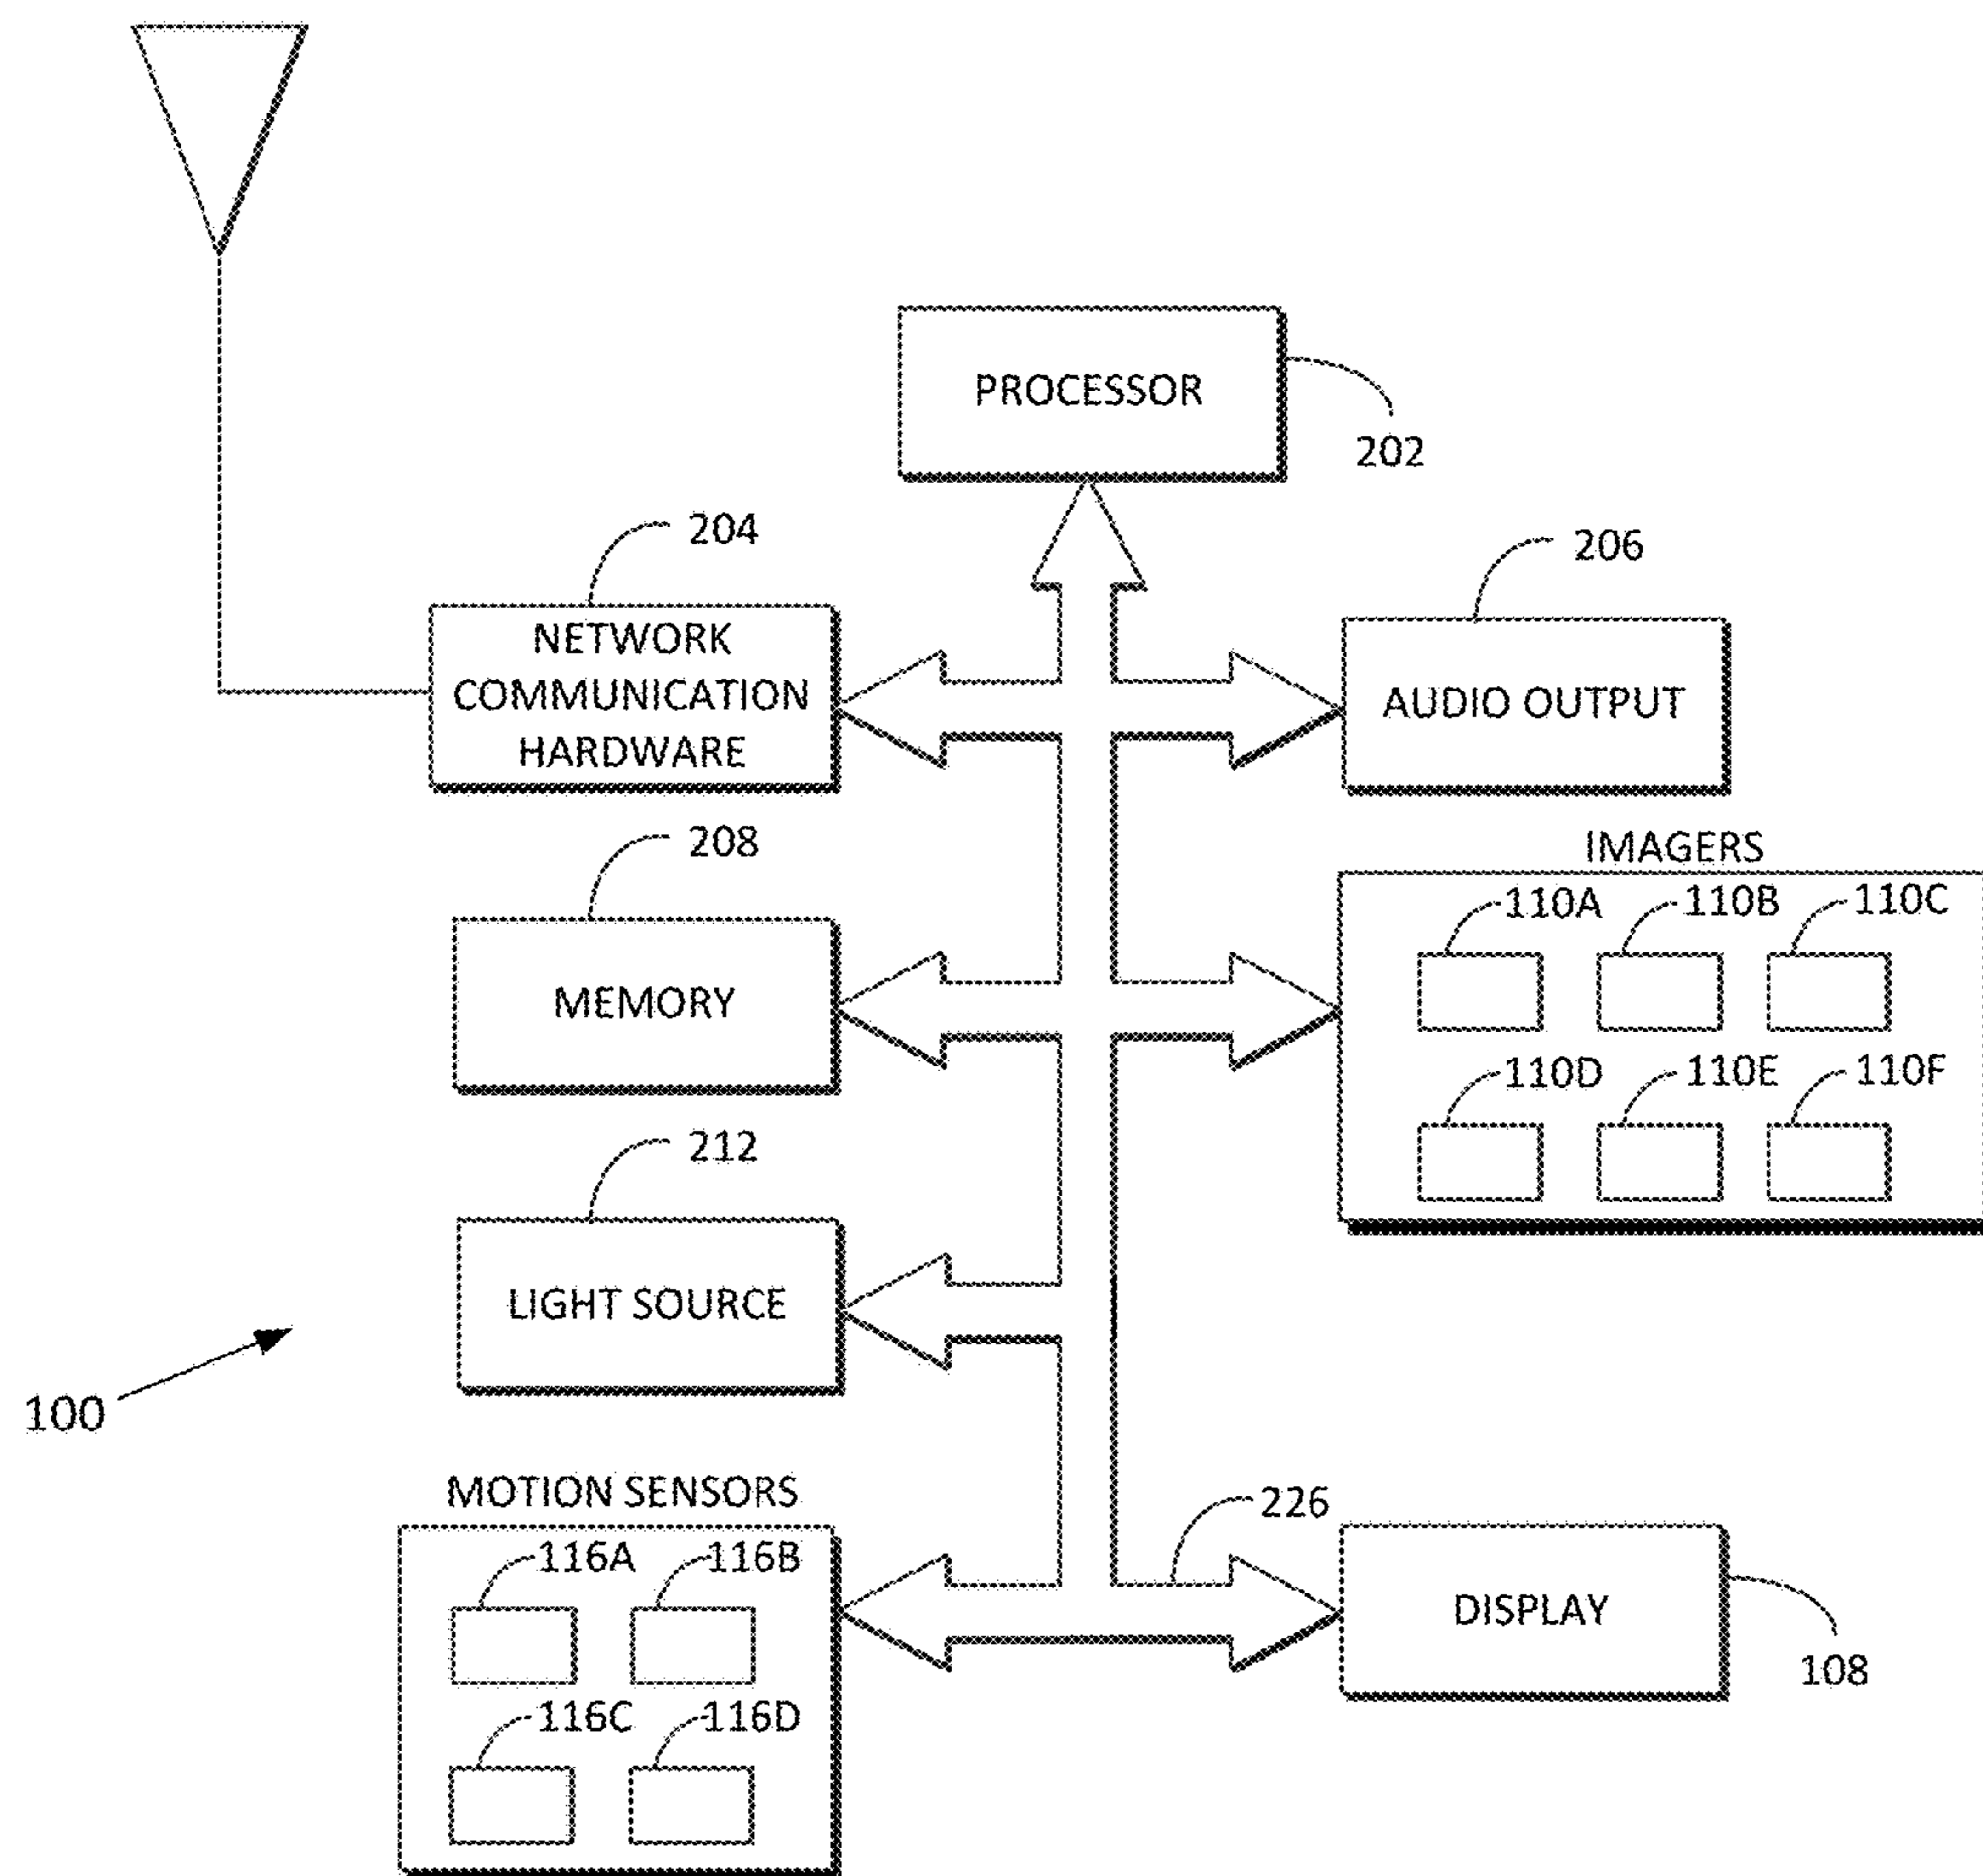 PROCESSOR
202
204
206
NETWORK
COMMUNICATION
HARDWARE
AUDIO OUTPUT
208
IMAGERS
110A
110B
110C
MEMORY
110D
110E
110F
212
LIGHT SOURCE
100
MOTION SENSORS
226
116A
116B
DISPLAY
108
116C
116D